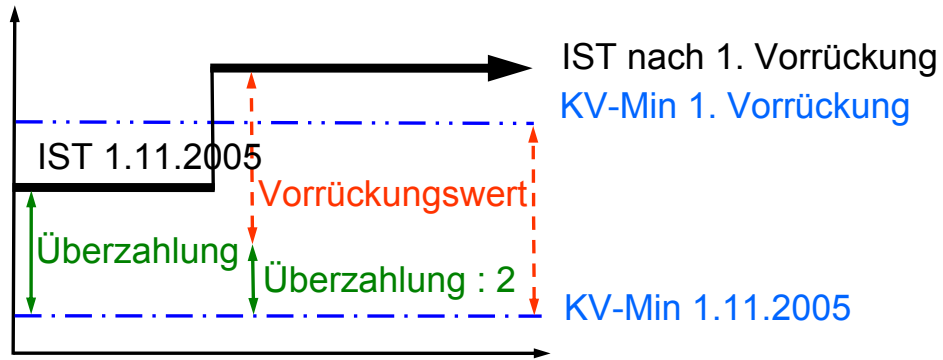 IST nach 1. Vorrückung
KV-Min 1. Vorrückung
IST 1.11.2005
Vorrückungswert
Überzahlung
Überzahlung : 2
KV-Min 1.11.2005